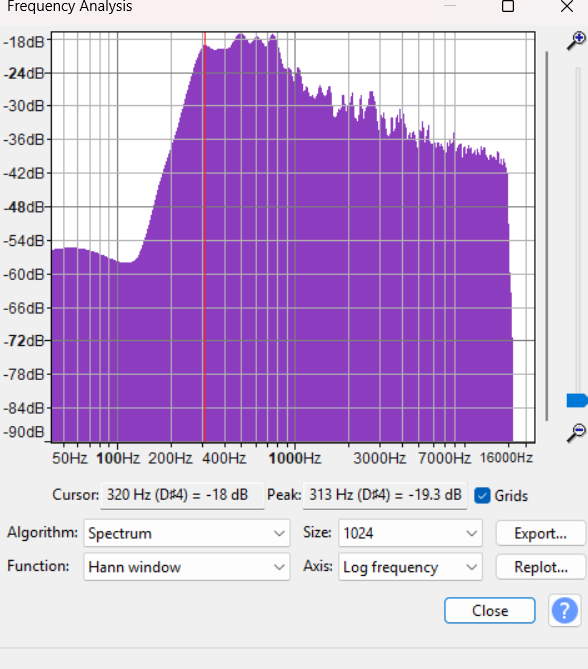 Frequency Analysis
-18dB
-24dB
-30dB
-36dB
-42dB
-48dB
-54dB
-60dB
-66dB
-72dB
-78dB
-84dB
-90dB
50Hz 100Hz 200Hz 400Hz 1000Hz 3000Hz 7000Hz 16000Hz
Cursor: 320 Hz (D♯4) = -18 dB Peak: 313 Hz (D♯4) = -19.3 dB Grids
Algorithm: Spectrum Size: 1024 Export...
Function: Hann window Axis: Log frequency Replot...
Close ?